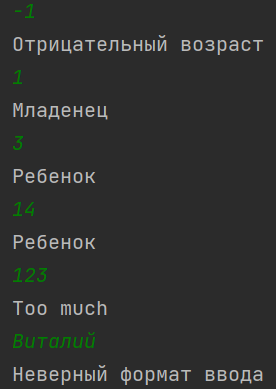 -1
Отрицательный возраст
1
Младенец
3
Ребенок
14
Ребенок
123
Too much
Виталий
Неверный формат ввода